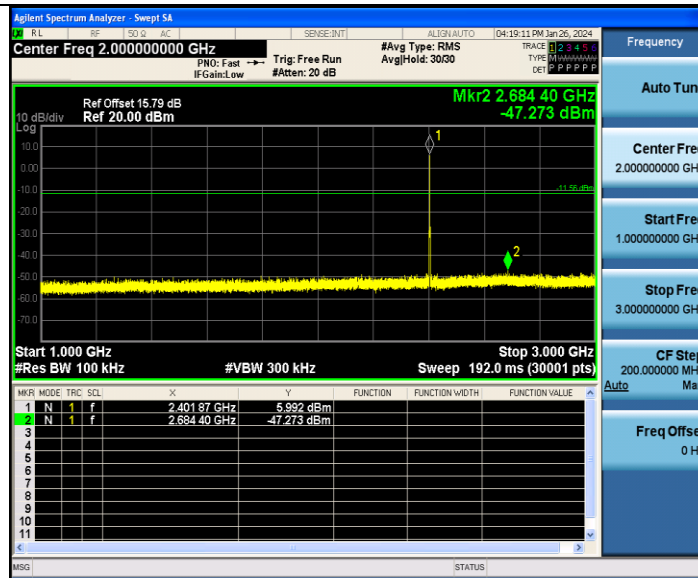 Agilent Spectrum Analyzer - Swept SA
RL RF 50 Ω AC SENSE:INT ALIGN AUTO 04:19:11 PM Jan 26, 2024
Center Freq 2.000000000 GHz
PNO: Fast
IFGain:Low
Trig: Free Run
#Atten: 20 dB
#Avg Type: RMS
Avg|Hold: 30/30
TRACE 1 2 3 4 5 6
TYPE M
DET P P P P P P
Ref Offset 15.79 dB
Ref 20.00 dBm
10 dB/div
Log
Mkr2 2.684 40 GHz
-47.273 dBm
10.0
0.00
-10.0
-20.0
-30.0
-40.0
-50.0
-60.0
-70.0
1
-11.56 dBm
2
Start 1.000 GHz Stop 3.000 GHz
#Res BW 100 kHz #VBW 300 kHz Sweep 192.0 ms (30001 pts)
MKR MODE TRC SCL X Y FUNCTION FUNCTION WIDTH FUNCTION VALUE
1 N 1 f 2.401 87 GHz 5.992 dBm
2 N 1 f 2.684 40 GHz -47.273 dBm
3
4
5
6
7
8
9
10
11
MSG STATUS
Frequency
Auto Tun
Center Fre
2.000000000 GH
Start Fre
1.000000000 GH
Stop Fre
3.000000000 GH
CF Step
200.000000 MH
Auto Ma
Freq Offse
0 H